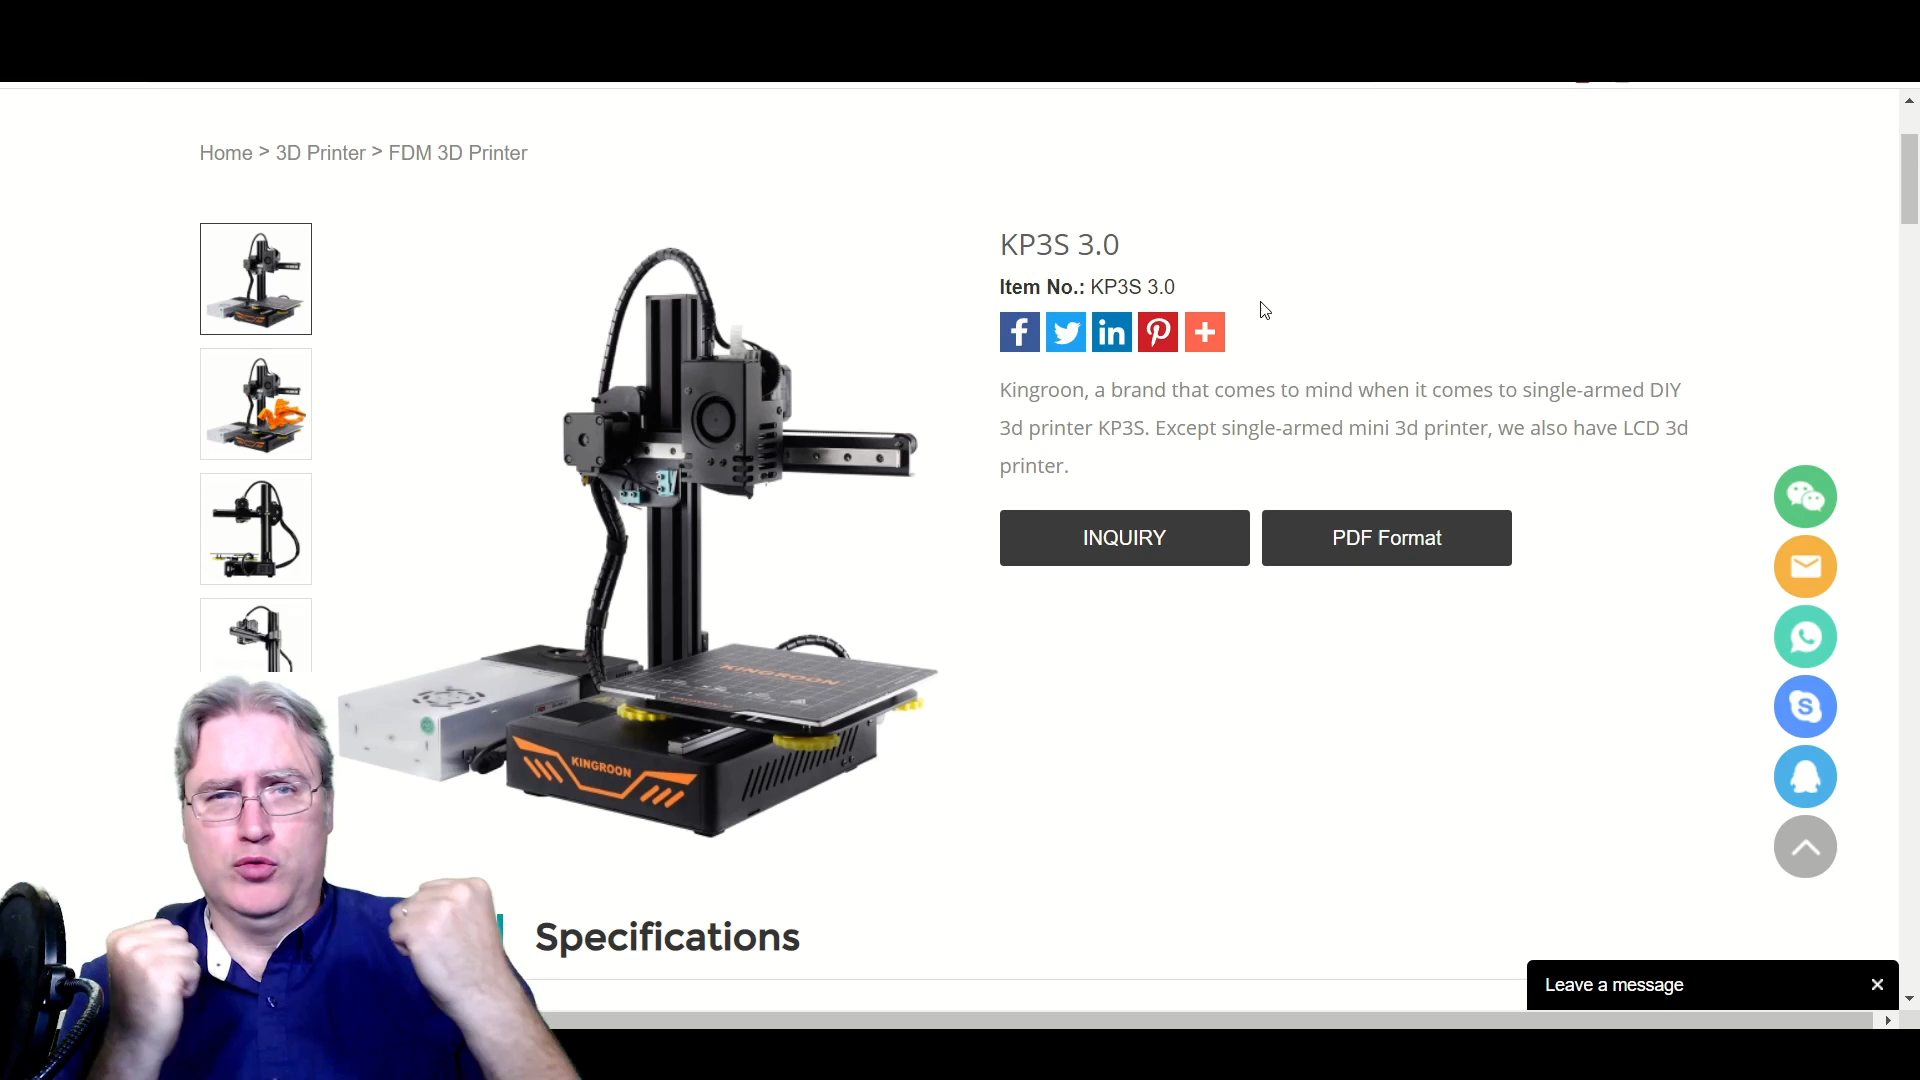 Home > 3D Printer > FDM 3D Printer
KP3S 3.0
Item No.: KP3S 3.0
Kingroon, a brand that comes to mind when it comes to single-armed DIY
3d printer KP3S. Except single-armed mini 3d printer, we also have LCD 3d
printer.
INQUIRY
PDF Format
KINGROON
KINGROON
Specifications
Leave a message